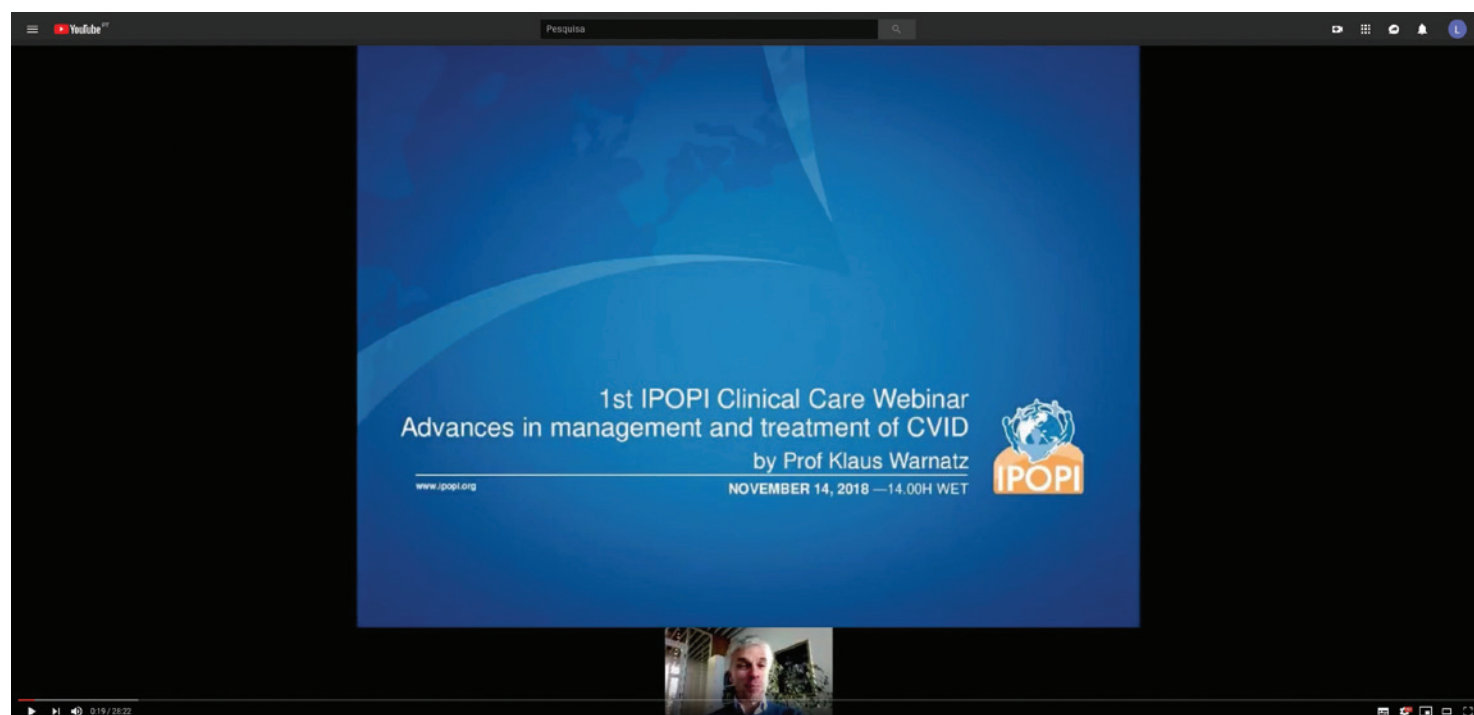 YouTube PT
Pesquisa
L
1st IPOPI Clinical Care Webinar
Advances in management and treatment of CVID
by Prof Klaus Warnatz
www.ipopi.org
NOVEMBER 14, 2018 —14.00H WET
IPOPI
0:19 / 28:22